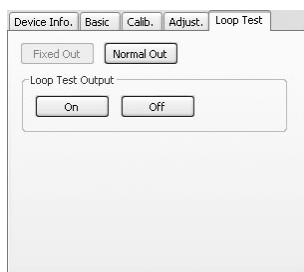 Device Info. Basic Calib. Adjust. Loop Test
Fixed Out Normal Out
Loop Test Output
On Off